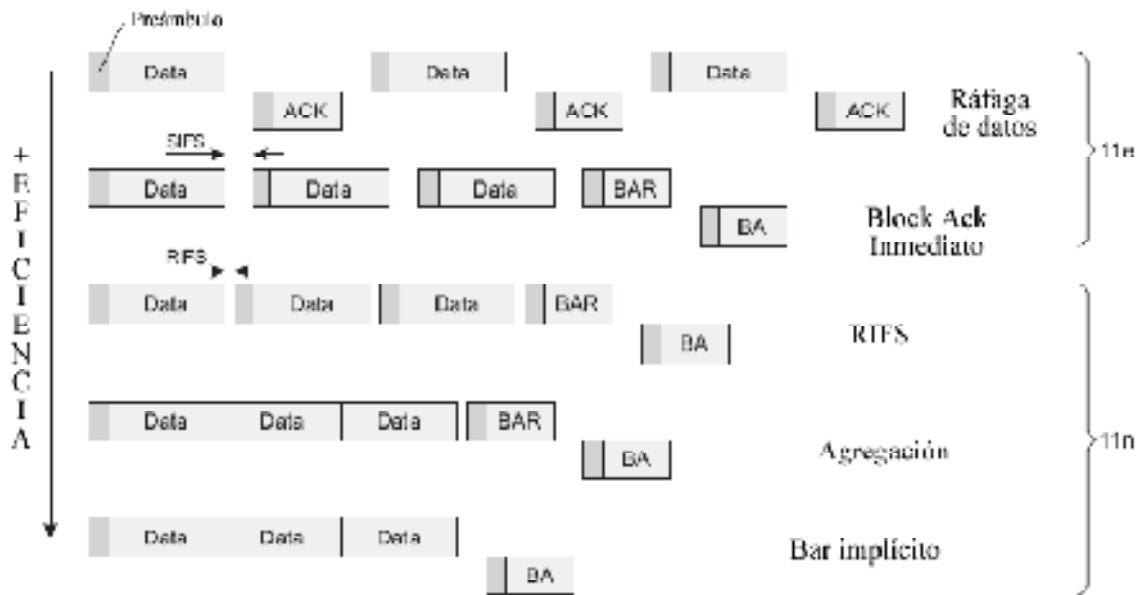 Preámbulo
Data Data Data
ACK ACK ACK
Ráfaga
de datos
11e
SIFS
Data Data Data BAR
BA
Block Ack
Inmediato
RIFS
Data Data Data BAR
BA
RIFS
Data Data Data BAR
BA
Agregación
11n
Data Data Data
BA
Bar implícito
+ EFICIENCIA